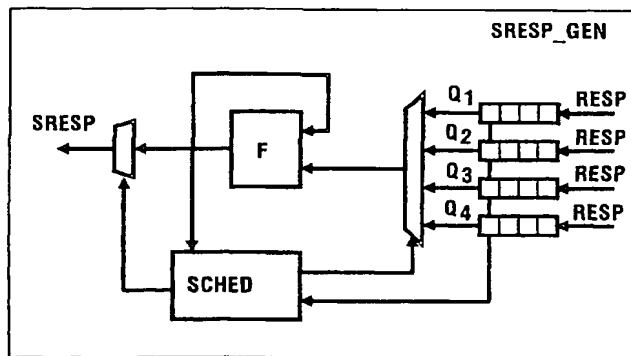 SRESP_GEN
Q1 RESP
SRESP
Q2 RESP
F
Q3 RESP
Q4 RESP
SCHED